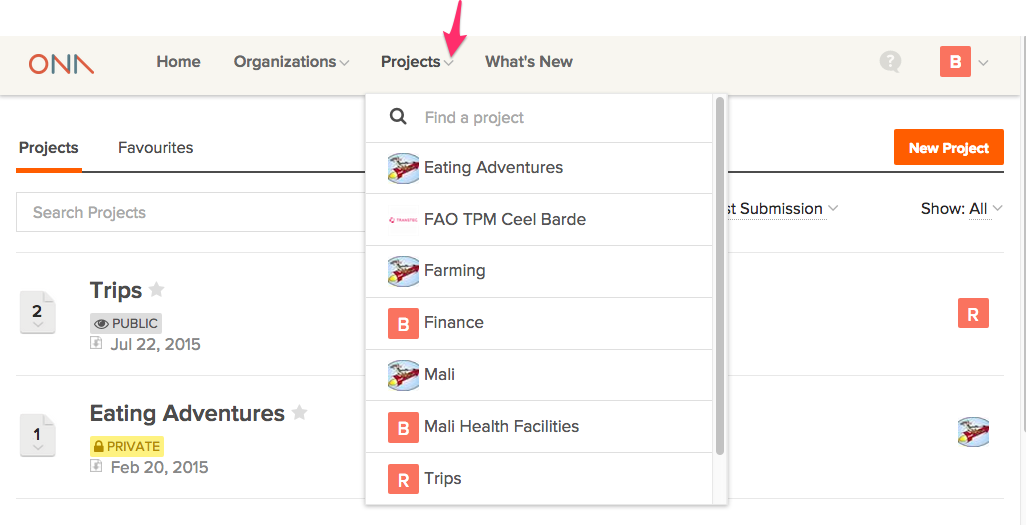 ONA
Home
Organizations
Projects
What's New
?
B
Find a project
Eating Adventures
TRANSTEC
FAO TPM Ceel Barde
Farming
B
Finance
Mali
B
Mali Health Facilities
R
Trips
Projects
Favourites
New Project
Search Projects
st Submission
Show: All
2
Trips
PUBLIC
Jul 22, 2015
R
1
Eating Adventures
PRIVATE
Feb 20, 2015